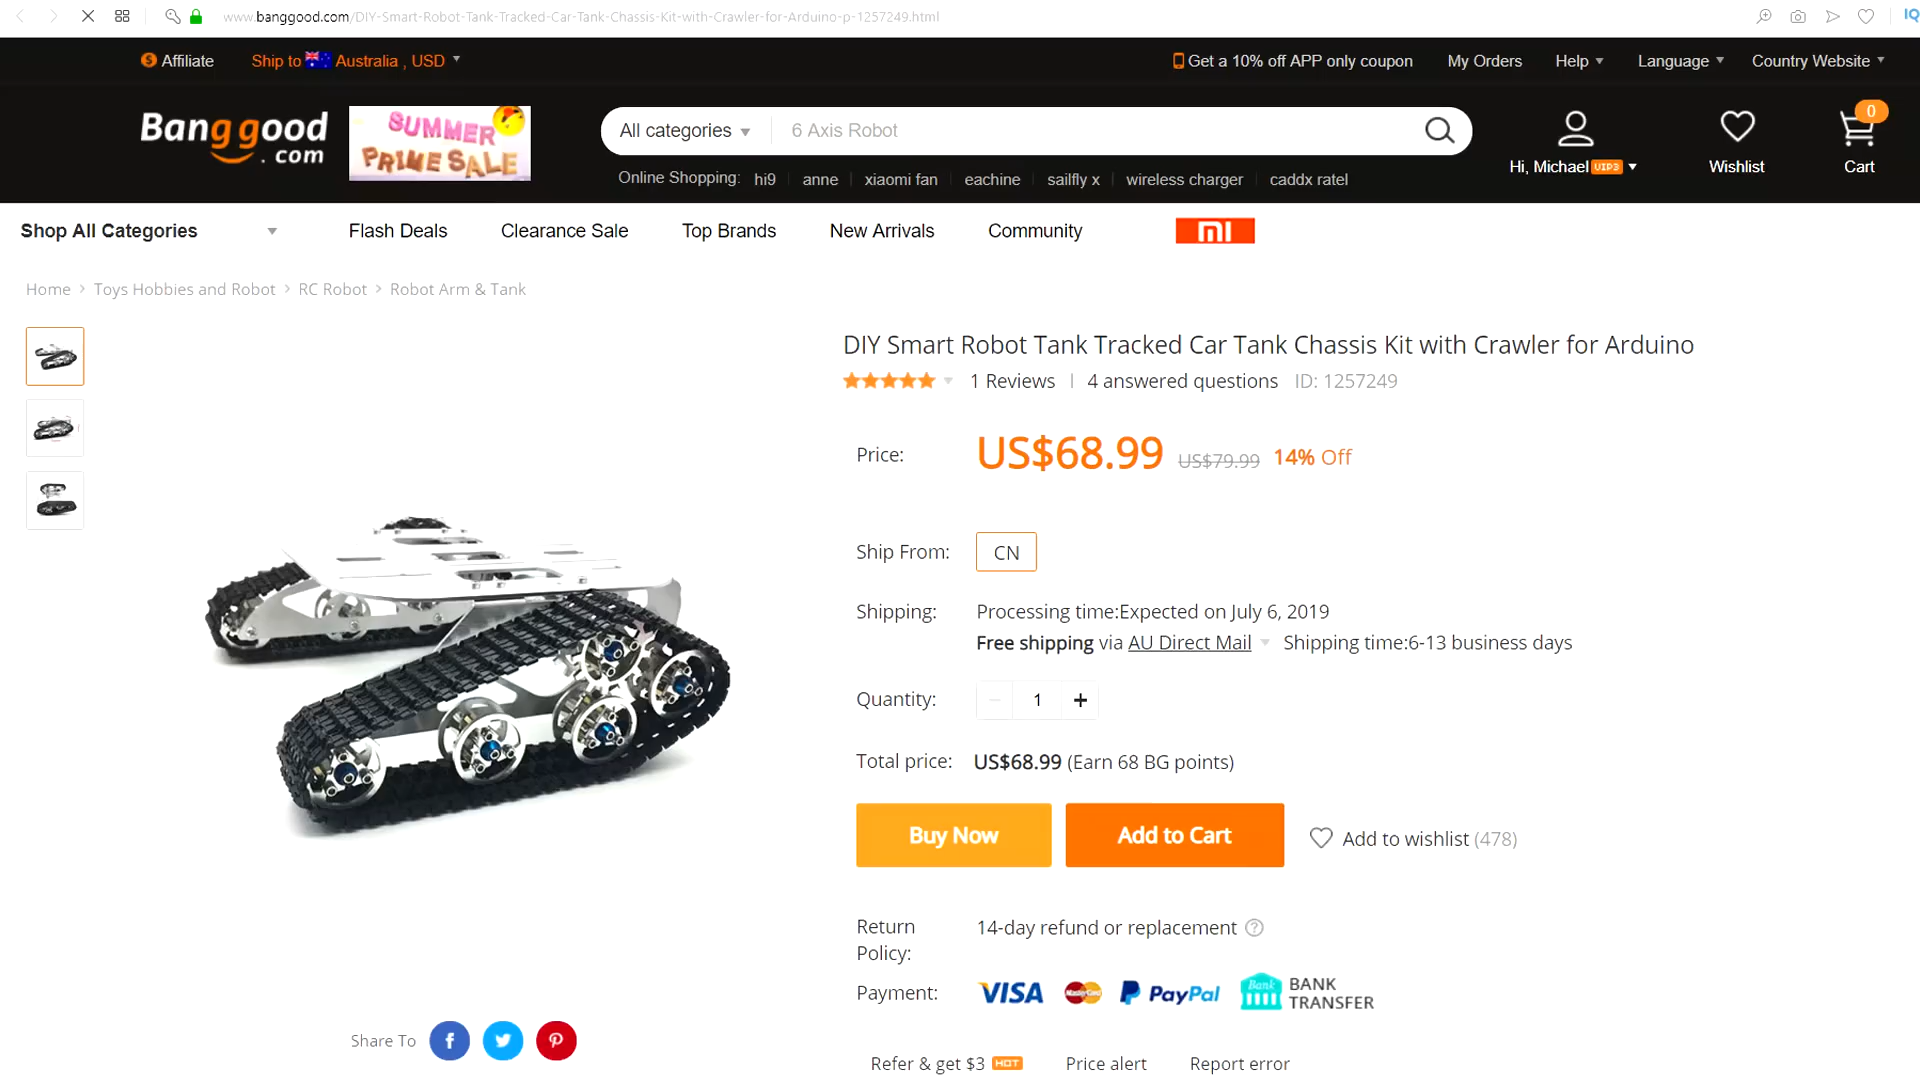 www.banggood.com/DIY-Smart-Robot-Tank-Tracked-Car-Tank-Chassis-Kit-with-Crawler-for-Arduino-p-1257249.html
IQ
Affiliate
Ship to Australia , USD
Get a 10% off APP only coupon
My Orders
Help
Language
Country Website
Banggood.com
SUMMER
PRIME SALE
All categories
6 Axis Robot
Online Shopping: hi9 anne xiaomi fan eachine sailfly x wireless charger caddx ratel
Hi, Michael VIP3
Wishlist
0
Cart
Shop All Categories
Flash Deals
Clearance Sale
Top Brands
New Arrivals
Community
mi
Home > Toys Hobbies and Robot > RC Robot > Robot Arm & Tank
DIY Smart Robot Tank Tracked Car Tank Chassis Kit with Crawler for Arduino
1 Reviews | 4 answered questions ID: 1257249
Price: US$68.99 US$79.99 14% Off
Ship From: CN
Shipping: Processing time:Expected on July 6, 2019
Free shipping via AU Direct Mail Shipping time:6-13 business days
Quantity: − 1 +
Total price: US$68.99 (Earn 68 BG points)
Buy Now
Add to Cart
Add to wishlist (478)
Return Policy: 14-day refund or replacement ?
Payment: VISA MasterCard PayPal Bank BANK TRANSFER
Share To
Refer & get $3 HOT
Price alert
Report error